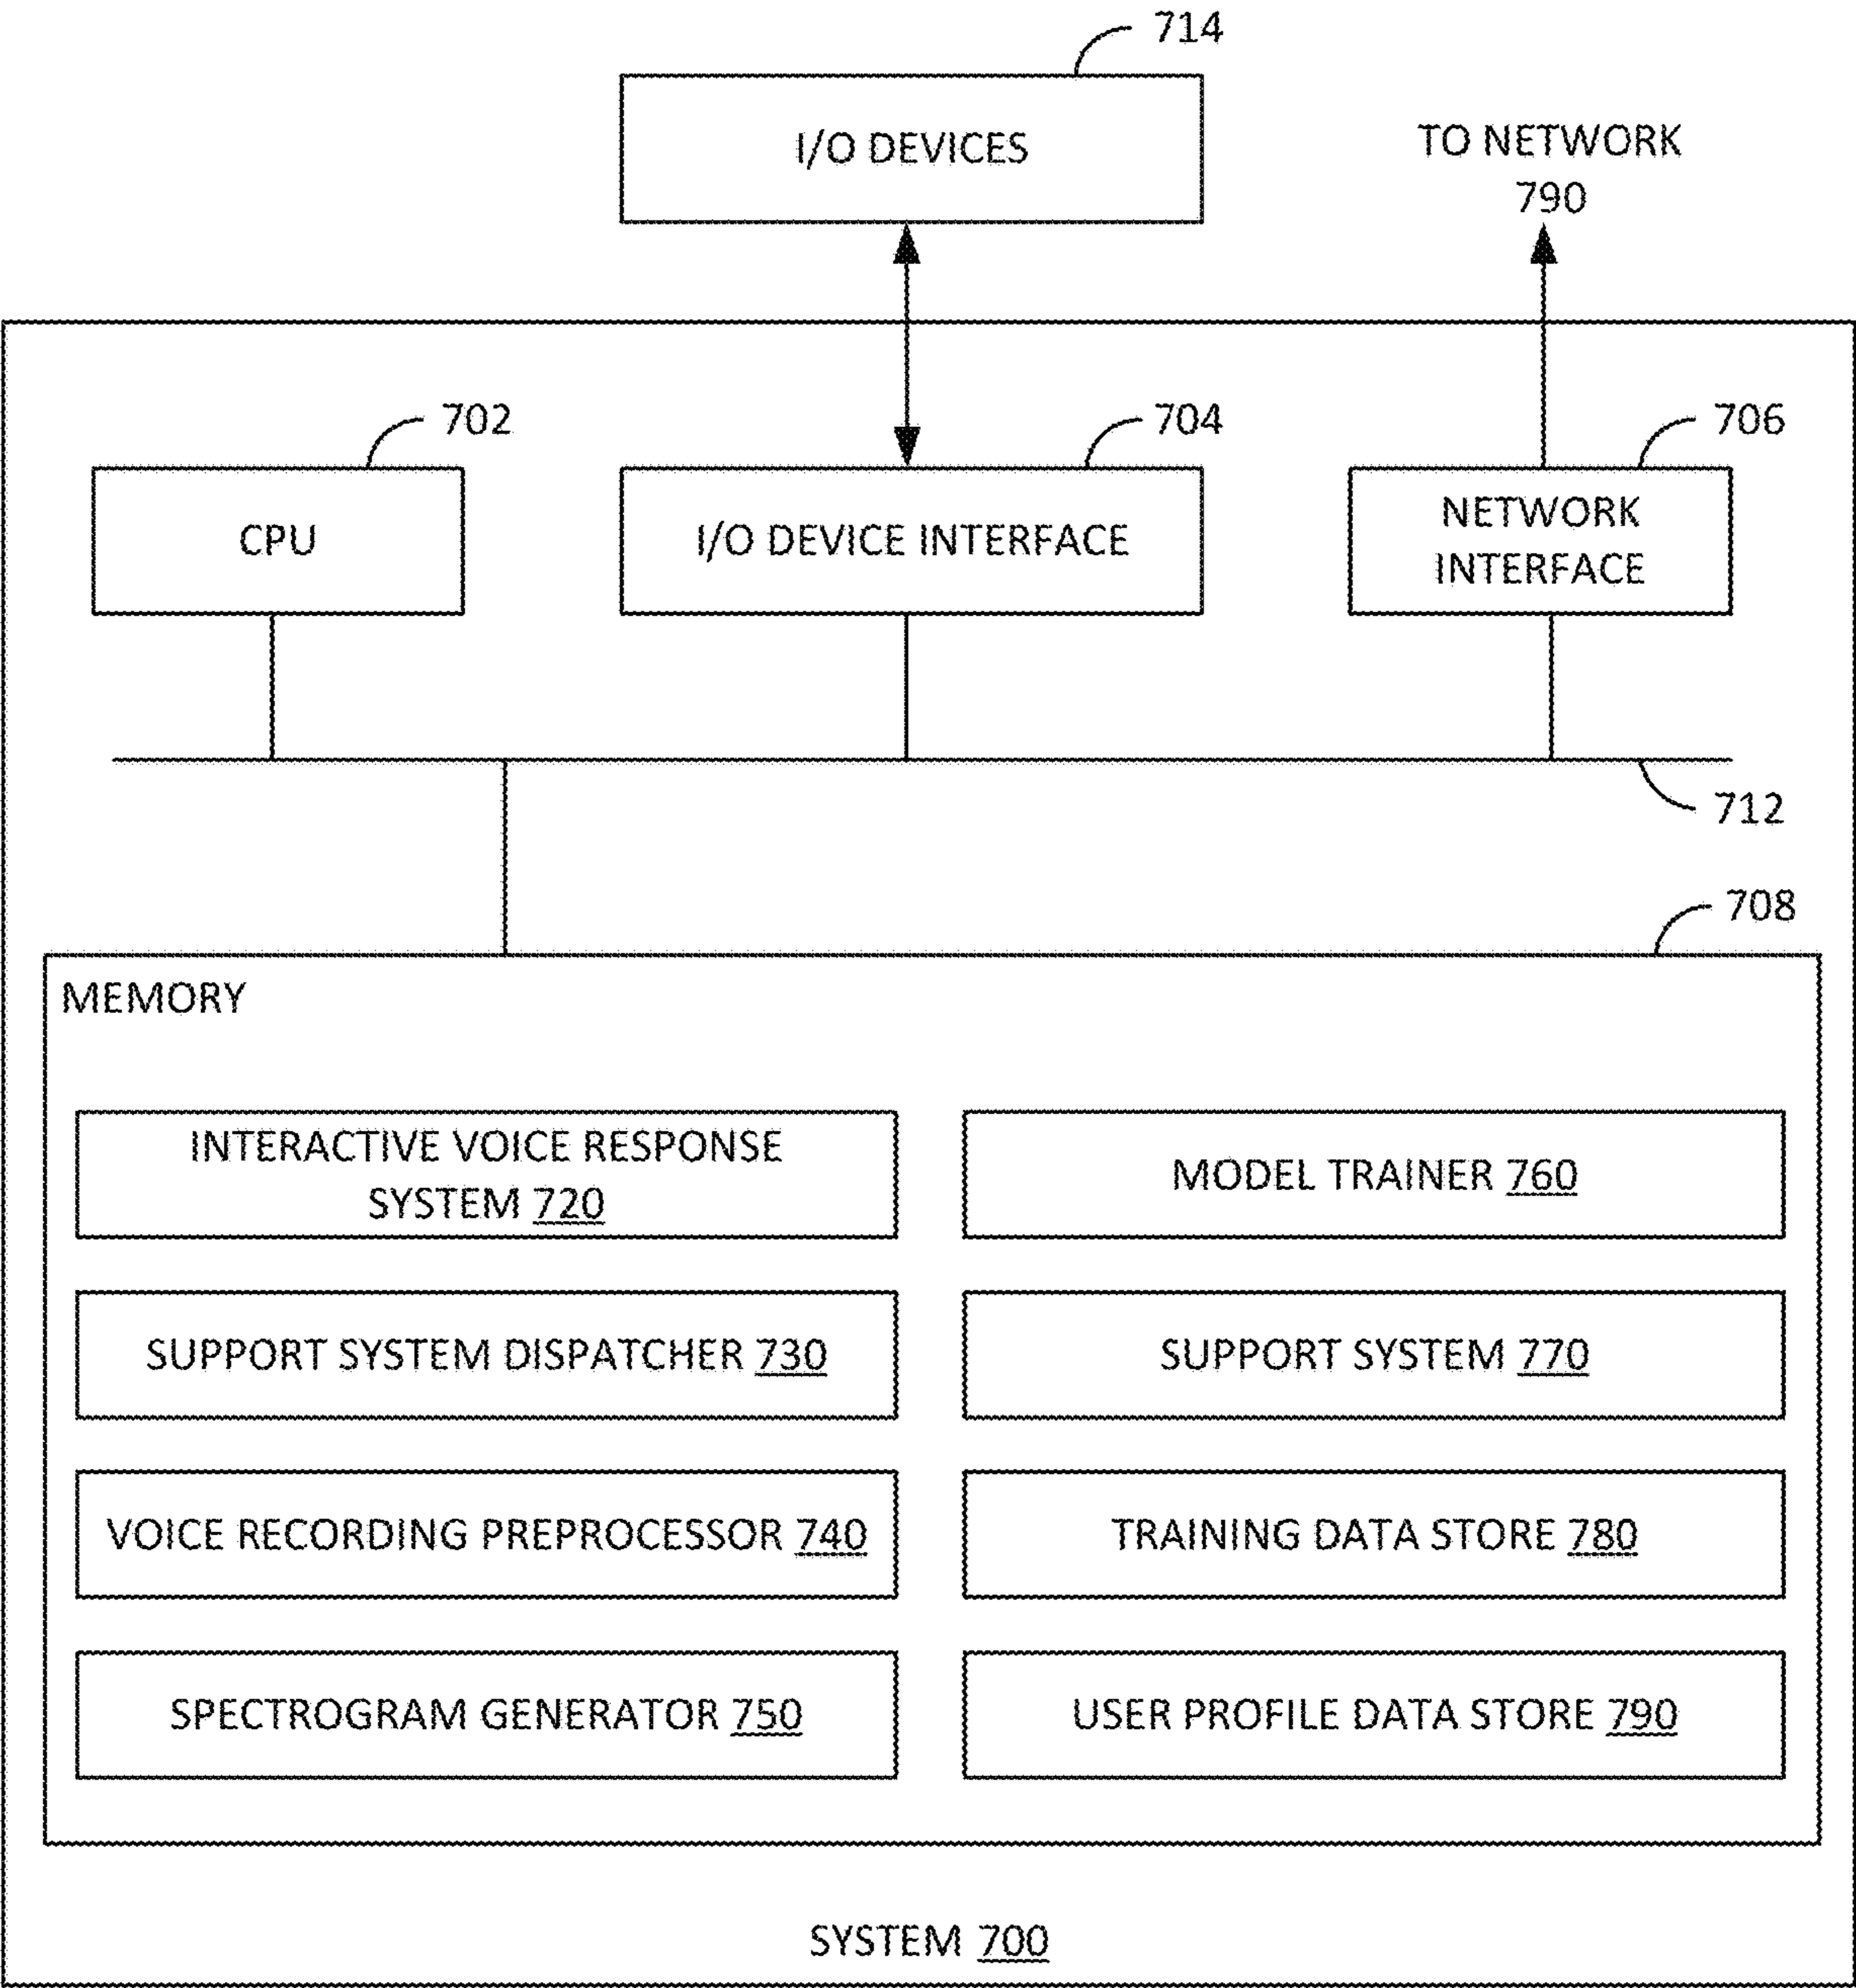 714
I/O DEVICES
TO NETWORK
790
702
704
706
CPU
I/O DEVICE INTERFACE
NETWORK
INTERFACE
712
708
MEMORY
INTERACTIVE VOICE RESPONSE
SYSTEM 720
MODEL TRAINER 760
SUPPORT SYSTEM DISPATCHER 730
SUPPORT SYSTEM 770
VOICE RECORDING PREPROCESSOR 740
TRAINING DATA STORE 780
SPECTROGRAM GENERATOR 750
USER PROFILE DATA STORE 790
SYSTEM 700